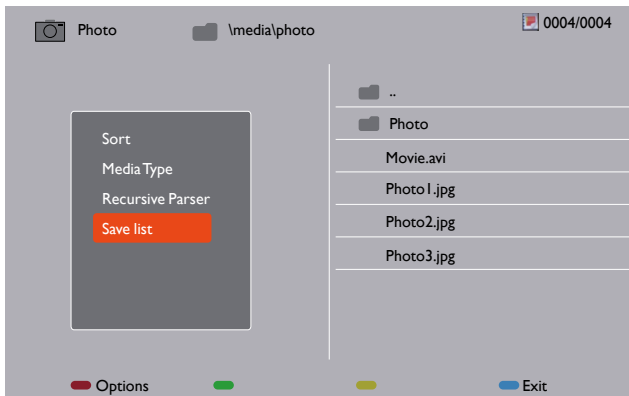 Photo
\media\photo
0004/0004
Sort
Media Type
Recursive Parser
Save list
..
Photo
Movie.avi
Photo1.jpg
Photo2.jpg
Photo3.jpg
Options
Exit